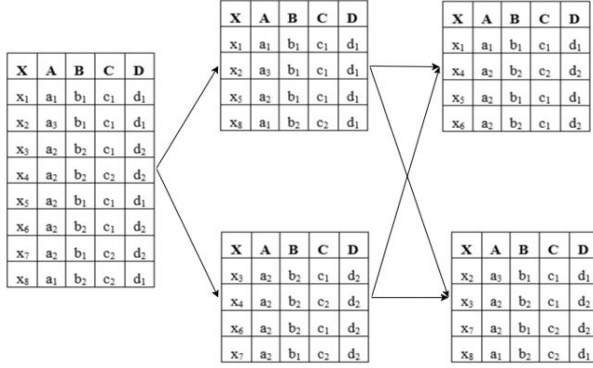 X A B C D
x₁ a₁ b₁ c₁ d₁
x₂ a₃ b₁ c₁ d₁
x₃ a₂ b₂ c₁ d₂
x₄ a₂ b₂ c₂ d₂
x₅ a₂ b₁ c₁ d₁
x₆ a₂ b₂ c₁ d₂
x₇ a₂ b₁ c₂ d₂
x₈ a₁ b₂ c₂ d₁
X A B C D
x₁ a₁ b₁ c₁ d₁
x₂ a₃ b₁ c₁ d₁
x₅ a₂ b₁ c₁ d₁
x₈ a₁ b₂ c₂ d₁
X A B C D
x₃ a₂ b₂ c₁ d₂
x₄ a₂ b₂ c₂ d₂
x₆ a₂ b₂ c₁ d₂
x₇ a₂ b₁ c₂ d₂
X A B C D
x₁ a₁ b₁ c₁ d₁
x₄ a₂ b₂ c₂ d₂
x₅ a₂ b₁ c₁ d₁
x₆ a₂ b₂ c₁ d₂
X A B C D
x₂ a₃ b₁ c₁ d₁
x₃ a₂ b₂ c₁ d₂
x₇ a₂ b₁ c₂ d₂
x₈ a₁ b₂ c₂ d₁